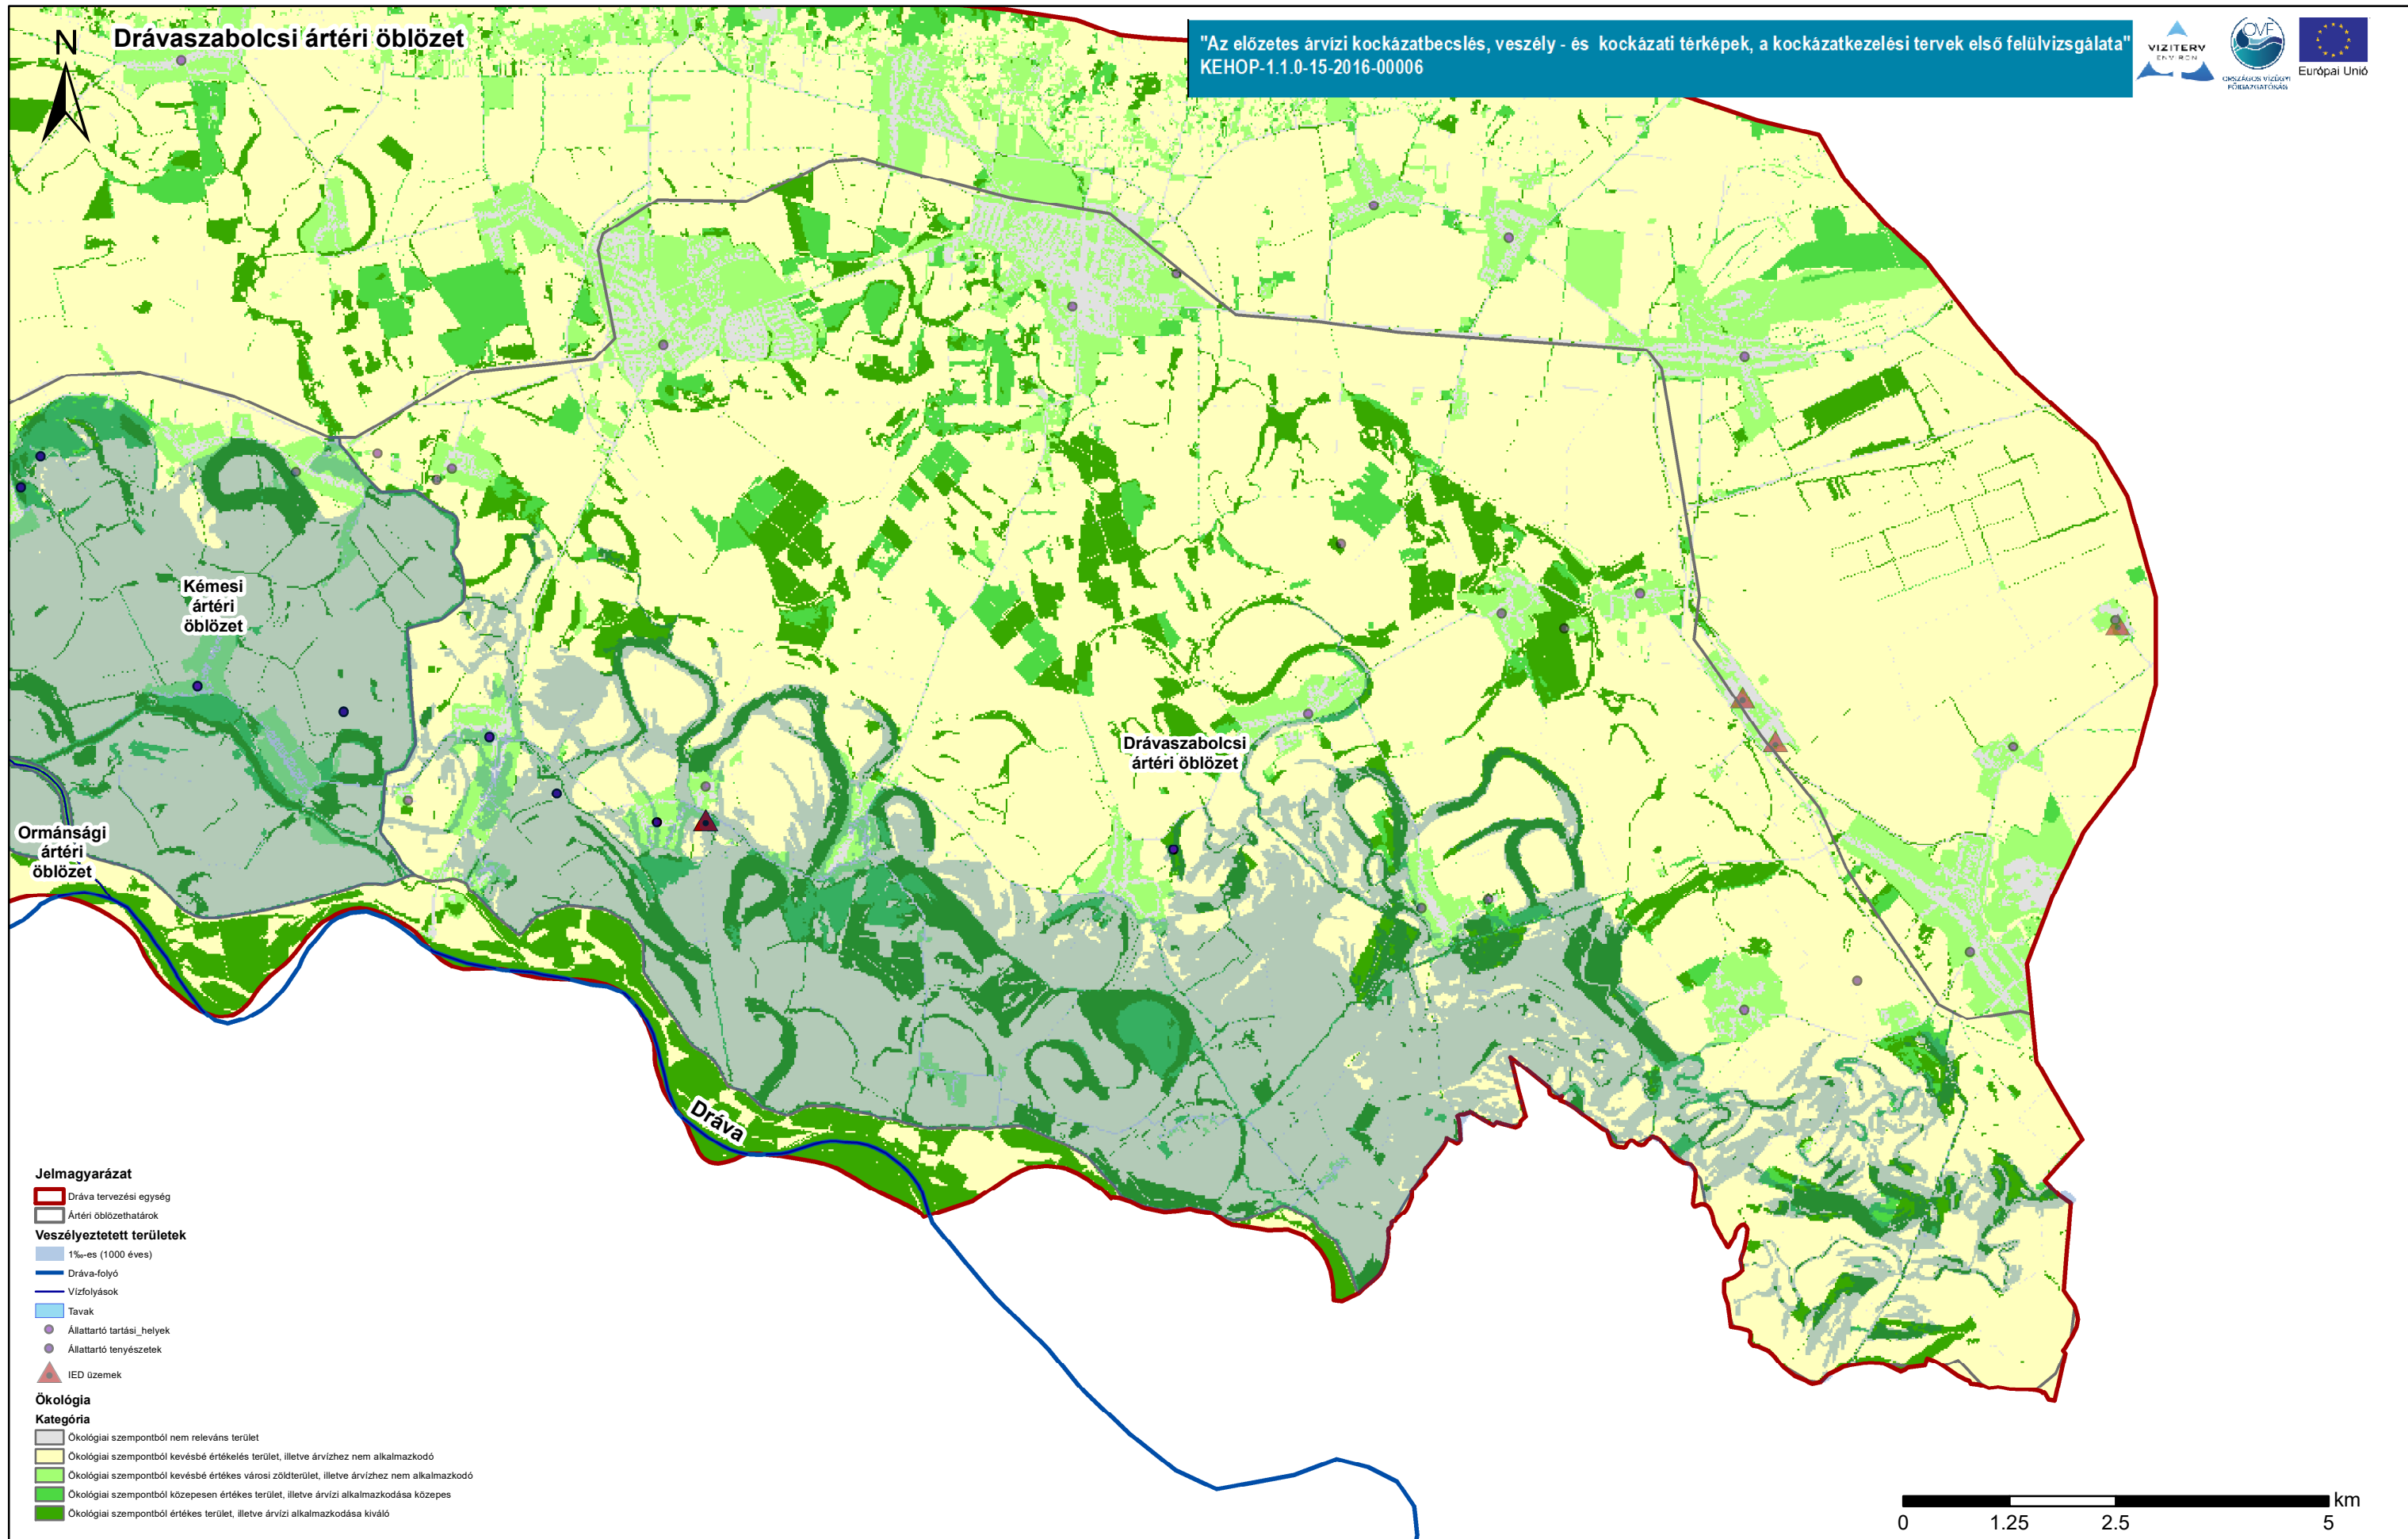 N
Drávaszabolcsi ártéri öblözet
"Az előzetes árvízi kockázatbecslés, veszély - és kockázati térképek, a kockázatkezelési tervek első felülvizsgálata"
KEHOP-1.1.0-15-2016-00006
VIZITERV
ENVIRON
OVF
ORSZÁGOS VÍZÜGYI
FŐIGAZGATÓSÁG
Európai Unió
Kémesi
ártéri
öblözet
Drávaszabolcsi
ártéri öblözet
Ormánsági
ártéri
öblözet
Dráva
Jelmagyarázat
Dráva tervezési egység
Ártéri öblözethatárok
Veszélyeztetett területek
1‰-es (1000 éves)
Dráva-folyó
Vízfolyások
Tavak
Állattartó tartási_helyek
Állattartó tenyészetek
IED üzemek
Ökológia
Kategória
Ökológiai szempontból nem releváns terület
Ökológiai szempontból kevésbé értékelés terület, illetve árvízhez nem alkalmazkodó
Ökológiai szempontból kevésbé értékes városi zöldterület, illetve árvízhez nem alkalmazkodó
Ökológiai szempontból közepesen értékes terület, illetve árvízi alkalmazkodása közepes
Ökológiai szempontból értékes terület, illetve árvízi alkalmazkodása kiváló
km
0 1.25 2.5 5